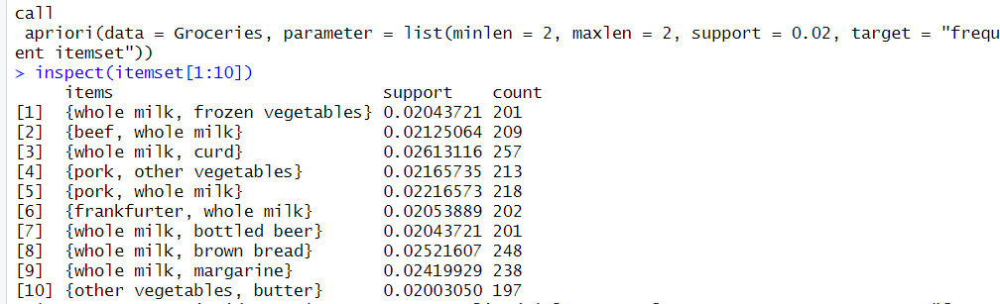 call
 apriori(data = Groceries, parameter = list(minlen = 2, maxlen = 2, support = 0.02, target = "frequ
ent itemset"))
> inspect(itemset[1:10])
     items                            support    count
[1]  {whole milk, frozen vegetables} 0.02043721 201
[2]  {beef, whole milk}              0.02125064 209
[3]  {whole milk, curd}              0.02613116 257
[4]  {pork, other vegetables}        0.02165735 213
[5]  {pork, whole milk}              0.02216573 218
[6]  {frankfurter, whole milk}       0.02053889 202
[7]  {whole milk, bottled beer}      0.02043721 201
[8]  {whole milk, brown bread}       0.02521607 248
[9]  {whole milk, margarine}         0.02419929 238
[10] {other vegetables, butter}      0.02003050 197